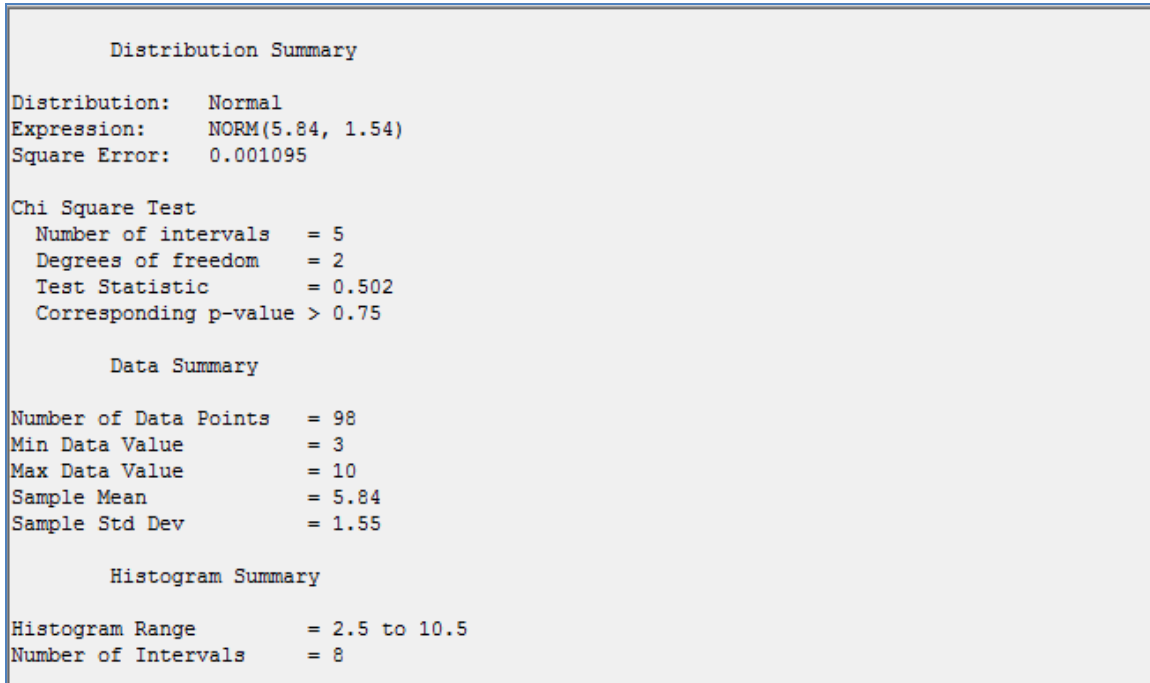 Distribution Summary
Distribution: Normal
Expression: NORM(5.84, 1.54)
Square Error: 0.001095
Chi Square Test
Number of intervals = 5
Degrees of freedom = 2
Test Statistic = 0.502
Corresponding p-value > 0.75
Data Summary
Number of Data Points = 98
Min Data Value = 3
Max Data Value = 10
Sample Mean = 5.84
Sample Std Dev = 1.55
Histogram Summary
Histogram Range = 2.5 to 10.5
Number of Intervals = 8